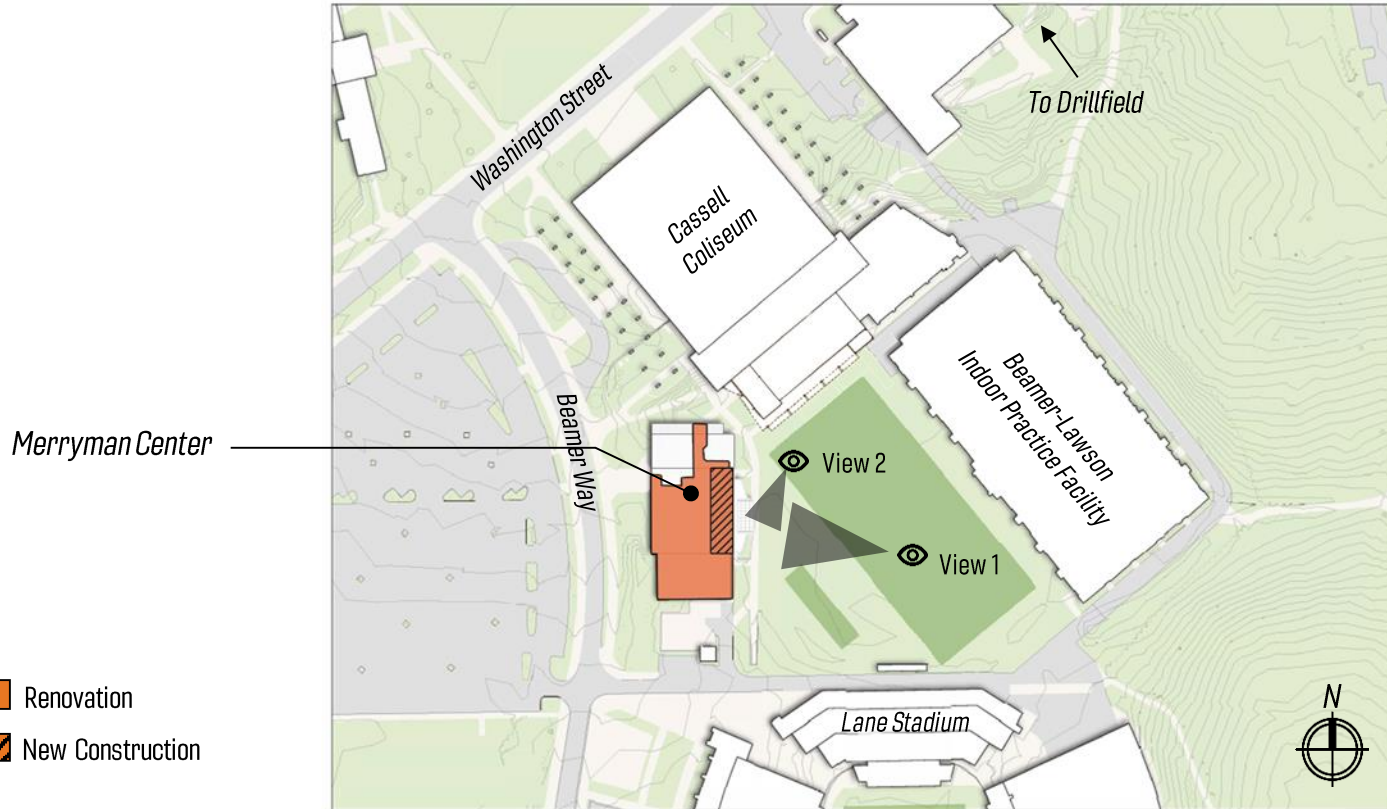 To Drillfield
Washington Street
Cassell
Coliseum
Beamer-Lawson
Indoor Practice Facility
Beamer Way
Merryman Center
View 2
View 1
Renovation
New Construction
Lane Stadium
N